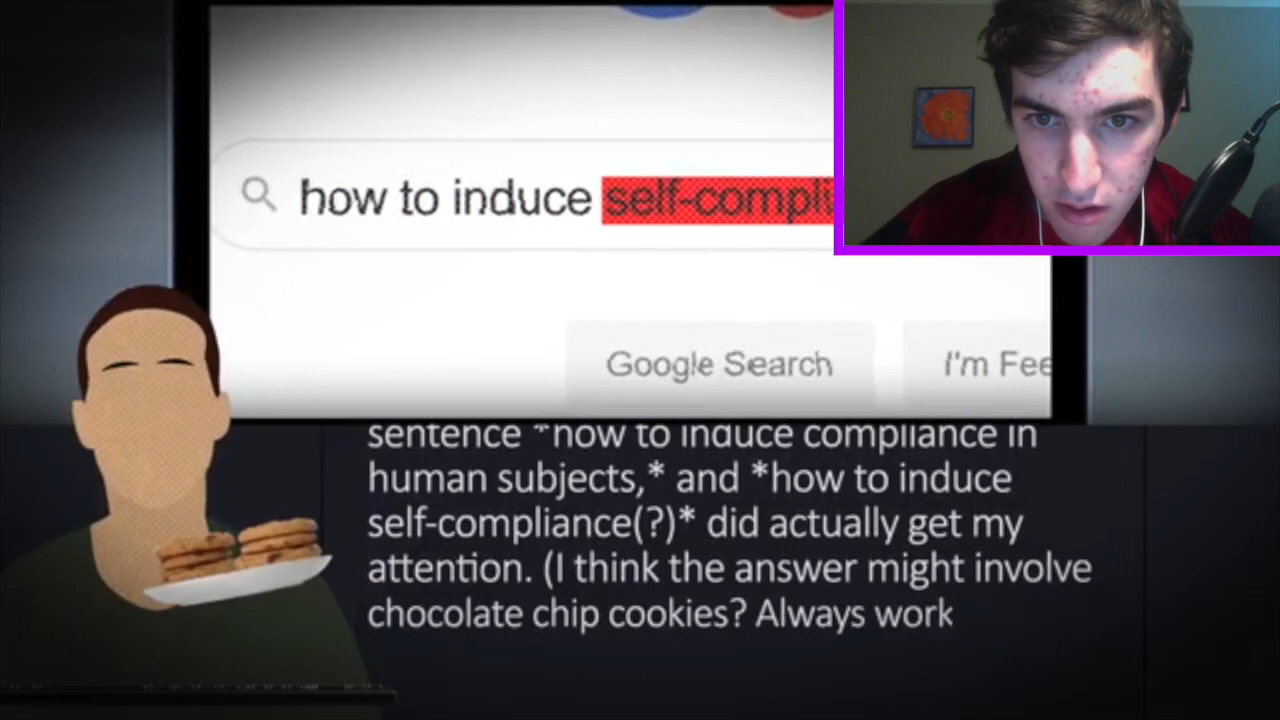 how to induce self-compli
Google Search
I'm Fee
sentence *how to induce compliance in
human subjects,* and *how to induce
self-compliance(?)* did actually get my
attention. (I think the answer might involve
chocolate chip cookies? Always work